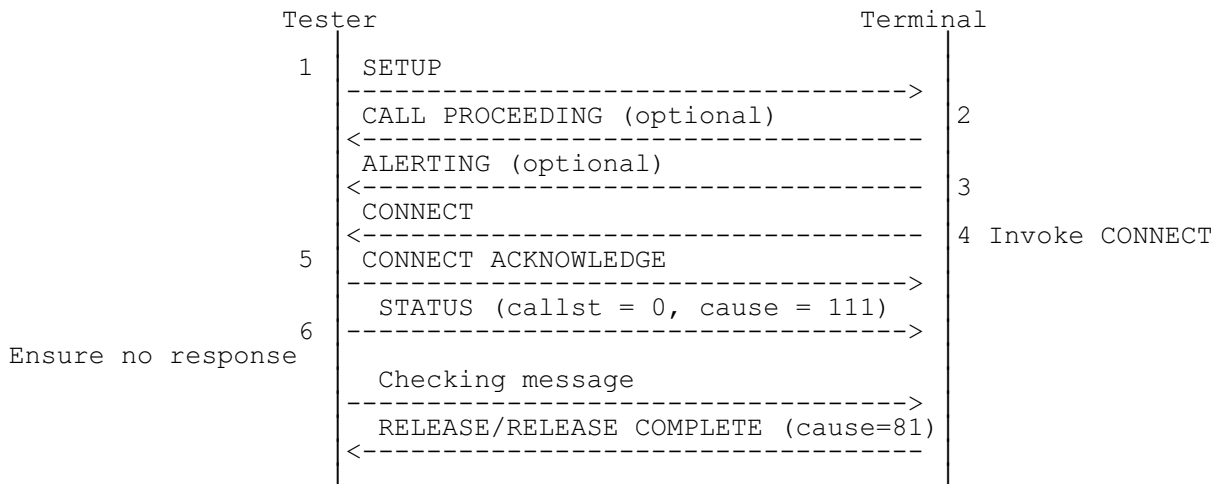 Tester Terminal
1 SETUP
CALL PROCEEDING (optional) 2
ALERTING (optional)
3
CONNECT
4 Invoke CONNECT
5 CONNECT ACKNOWLEDGE
STATUS (callst = 0, cause = 111)
6
Ensure no response
Checking message
RELEASE/RELEASE COMPLETE (cause=81)